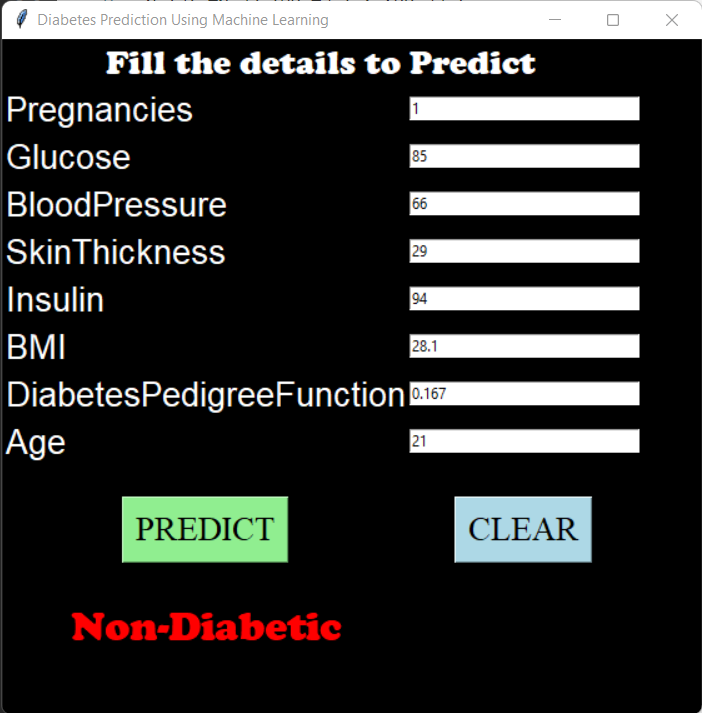 Diabetes Prediction Using Machine Learning
Fill the details to Predict
Pregnancies 1
Glucose 85
BloodPressure 66
SkinThickness 29
Insulin 94
BMI 28.1
DiabetesPedigreeFunction 0.167
Age 21
PREDICT CLEAR
Non-Diabetic